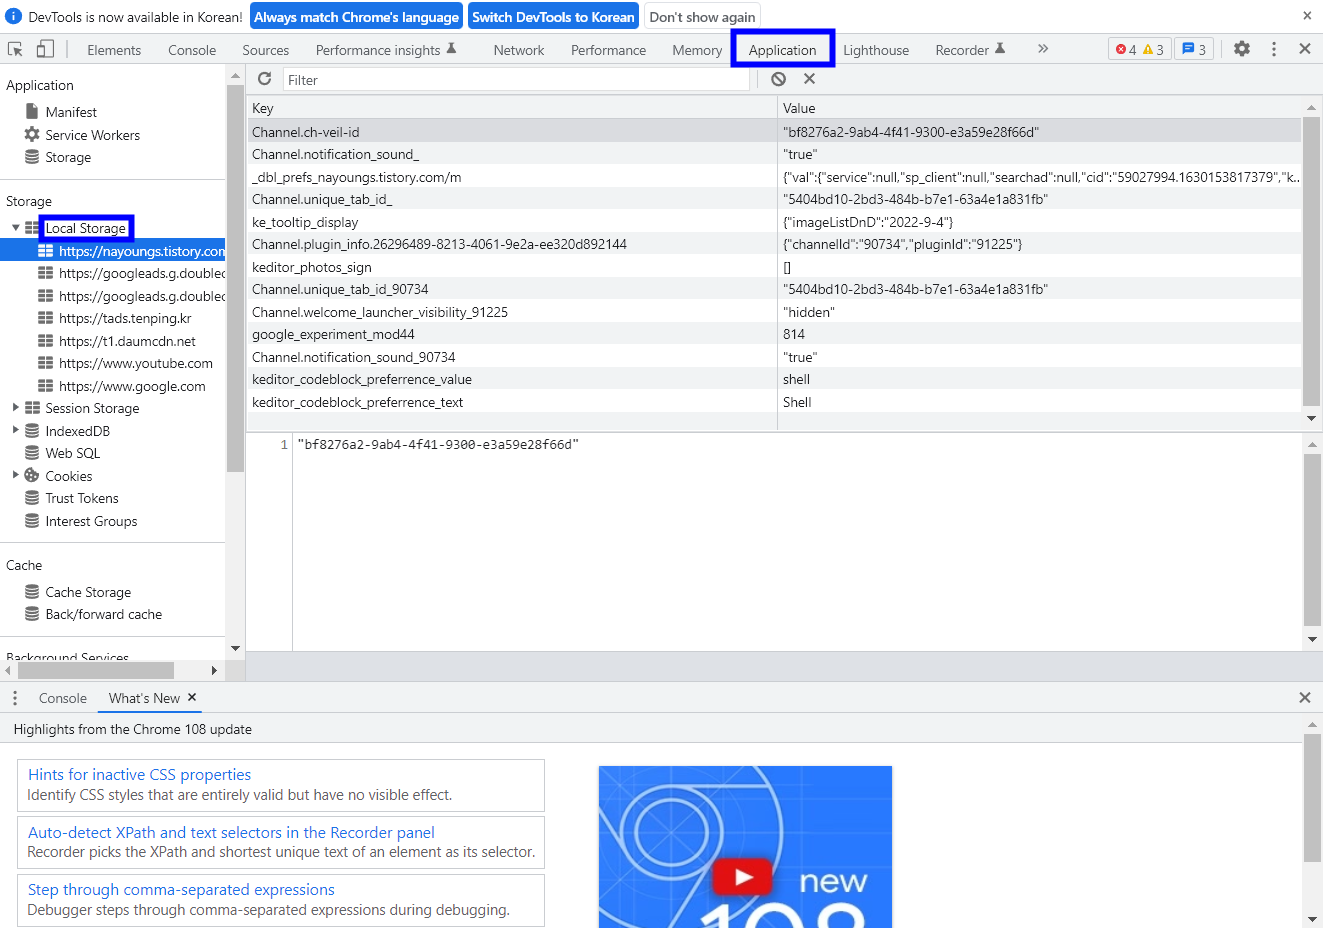 DevTools is now available in Korean! Always match Chrome's language Switch DevTools to Korean Don't show again
Elements Console Sources Performance insights Network Performance Memory Application Lighthouse Recorder 4 3 3
Application
Manifest
Service Workers
Storage
Storage
Local Storage
https://nayoungs.tistory.com
https://googleads.g.doublec
https://googleads.g.doublec
https://tads.tenping.kr
https://t1.daumcdn.net
https://www.youtube.com
https://www.google.com
Session Storage
IndexedDB
Web SQL
Cookies
Trust Tokens
Interest Groups
Cache
Cache Storage
Back/forward cache
Background Services
Filter
Key Value
Channel.ch-veil-id "bf8276a2-9ab4-4f41-9300-e3a59e28f66d"
Channel.notification_sound_ "true"
_dbl_prefs_nayoungs.tistory.com/m {"val":{"service":null,"sp_client":null,"searchad":null,"cid":"59027994.1630153817379","k...
Channel.unique_tab_id_ "5404bd10-2bd3-484b-b7e1-63a4e1a831fb"
ke_tooltip_display {"imageListDnD":"2022-9-4"}
Channel.plugin_info.26296489-8213-4061-9e2a-ee320d892144 {"channelId":"90734","pluginId":"91225"}
keditor_photos_sign []
Channel.unique_tab_id_90734 "5404bd10-2bd3-484b-b7e1-63a4e1a831fb"
Channel.welcome_launcher_visibility_91225 "hidden"
google_experiment_mod44 814
Channel.notification_sound_90734 "true"
keditor_codeblock_preferrence_value shell
keditor_codeblock_preferrence_text Shell
1 "bf8276a2-9ab4-4f41-9300-e3a59e28f66d"
Console What's New
Highlights from the Chrome 108 update
Hints for inactive CSS properties
Identify CSS styles that are entirely valid but have no visible effect.
Auto-detect XPath and text selectors in the Recorder panel
Recorder picks the XPath and shortest unique text of an element as its selector.
Step through comma-separated expressions
Debugger steps through comma-separated expressions during debugging.
new
108